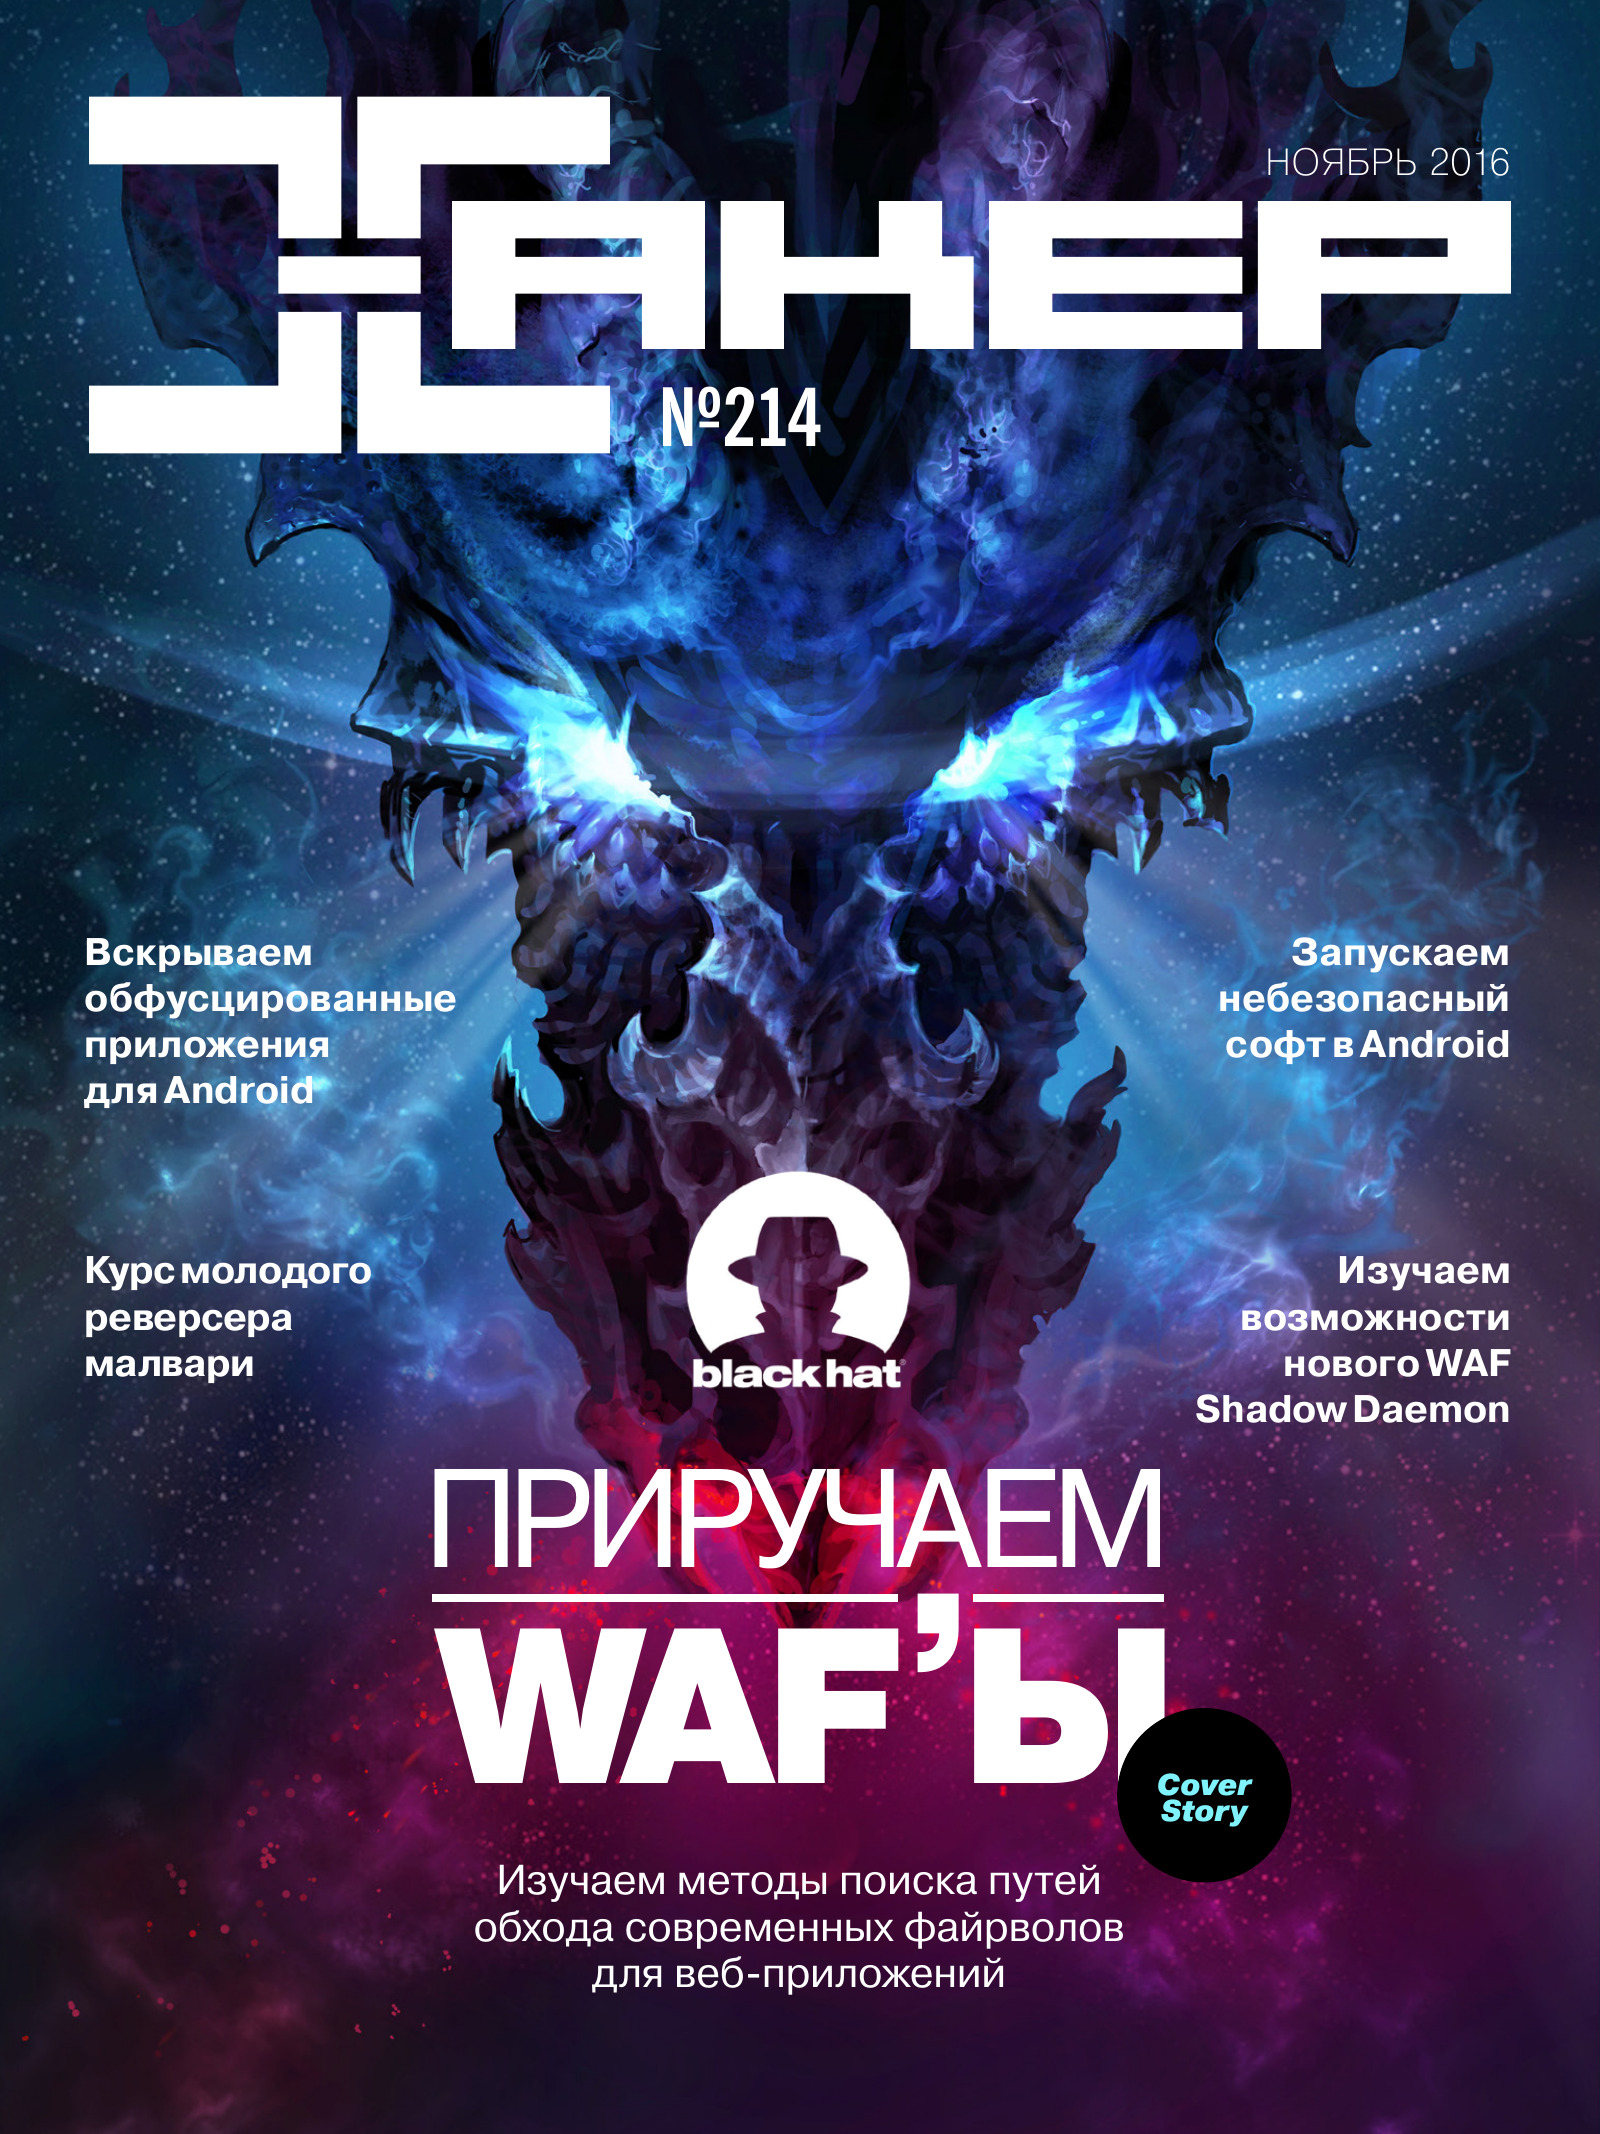 НОЯБРЬ 2016
ХАКЕР
№214
Вскрываем
обфусцированные
приложения
для Android
Запускаем
небезопасный
софт в Android
Курс молодого
реверсера
малвари
Изучаем
возможности
нового WAF
Shadow Daemon
black hat
ПРИРУЧАЕМ
WAF’Ы
Cover
Story
Изучаем методы поиска путей
обхода современных файрволов
для веб-приложений